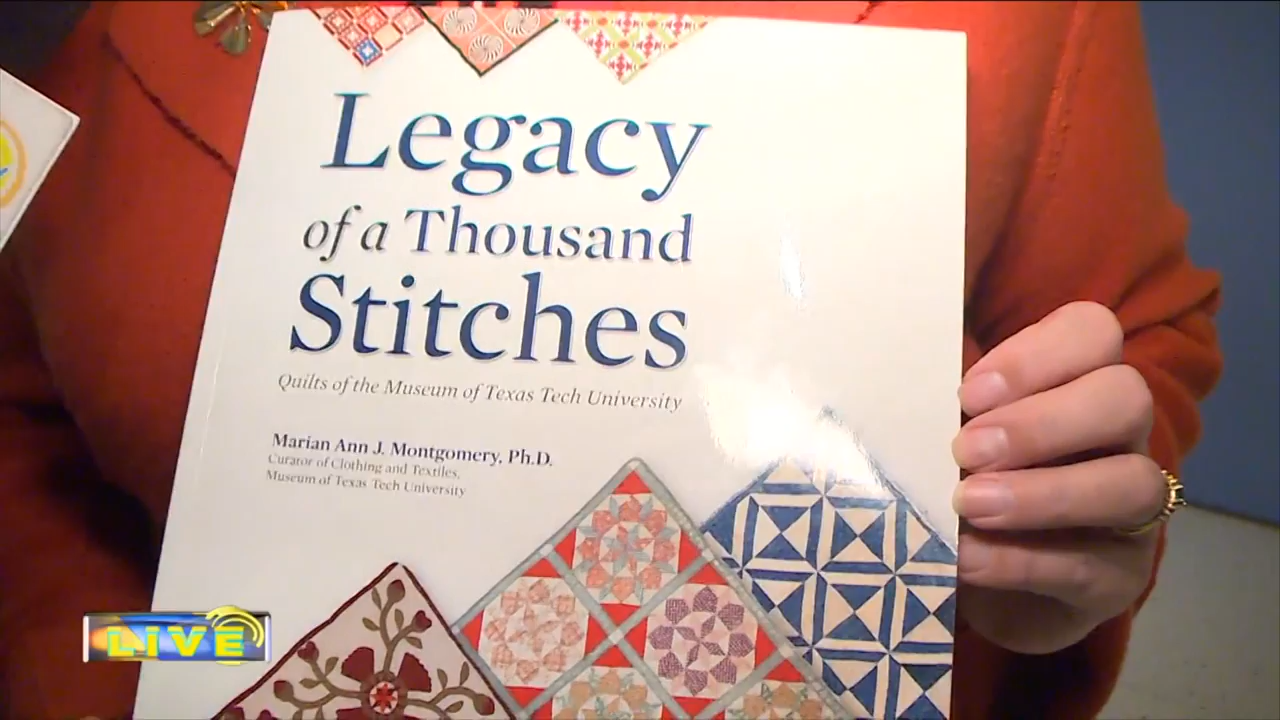 Legacy
of a Thousand
Stitches
Quilts of the Museum of Texas Tech University
Marian Ann J. Montgomery, Ph.D.
Curator of Clothing and Textiles,
Museum of Texas Tech University
LIVE